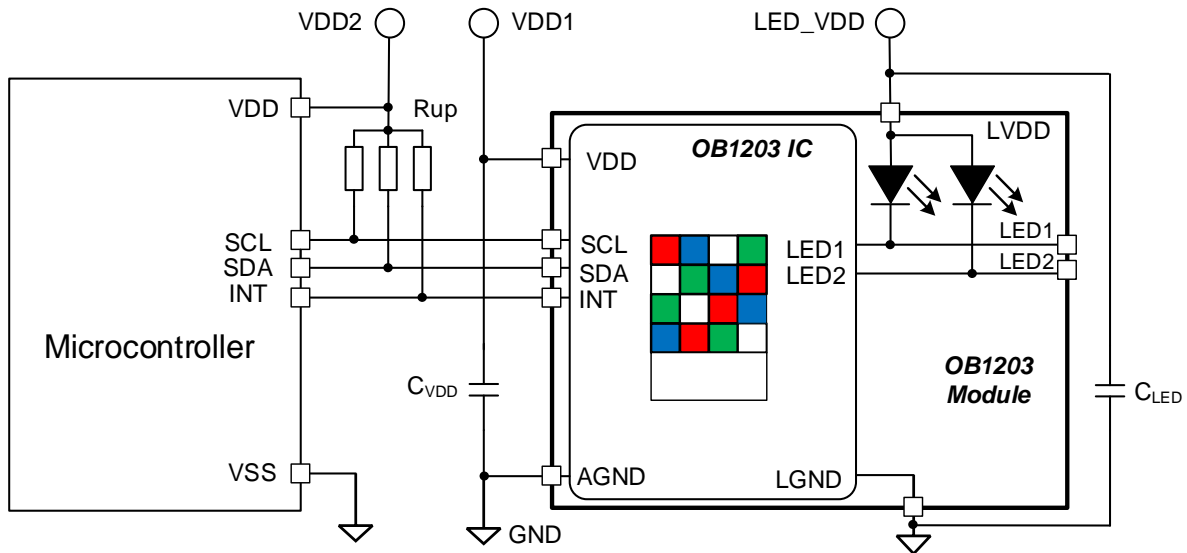 VDD2
VDD1
LED_VDD
VDD
Rup
LVDD
OB1203 IC
VDD
SCL
SDA
INT
SCL
SDA
INT
LED1
LED2
LED1
LED2
Microcontroller
CVDD
OB1203
Module
CLED
VSS
AGND
LGND
GND